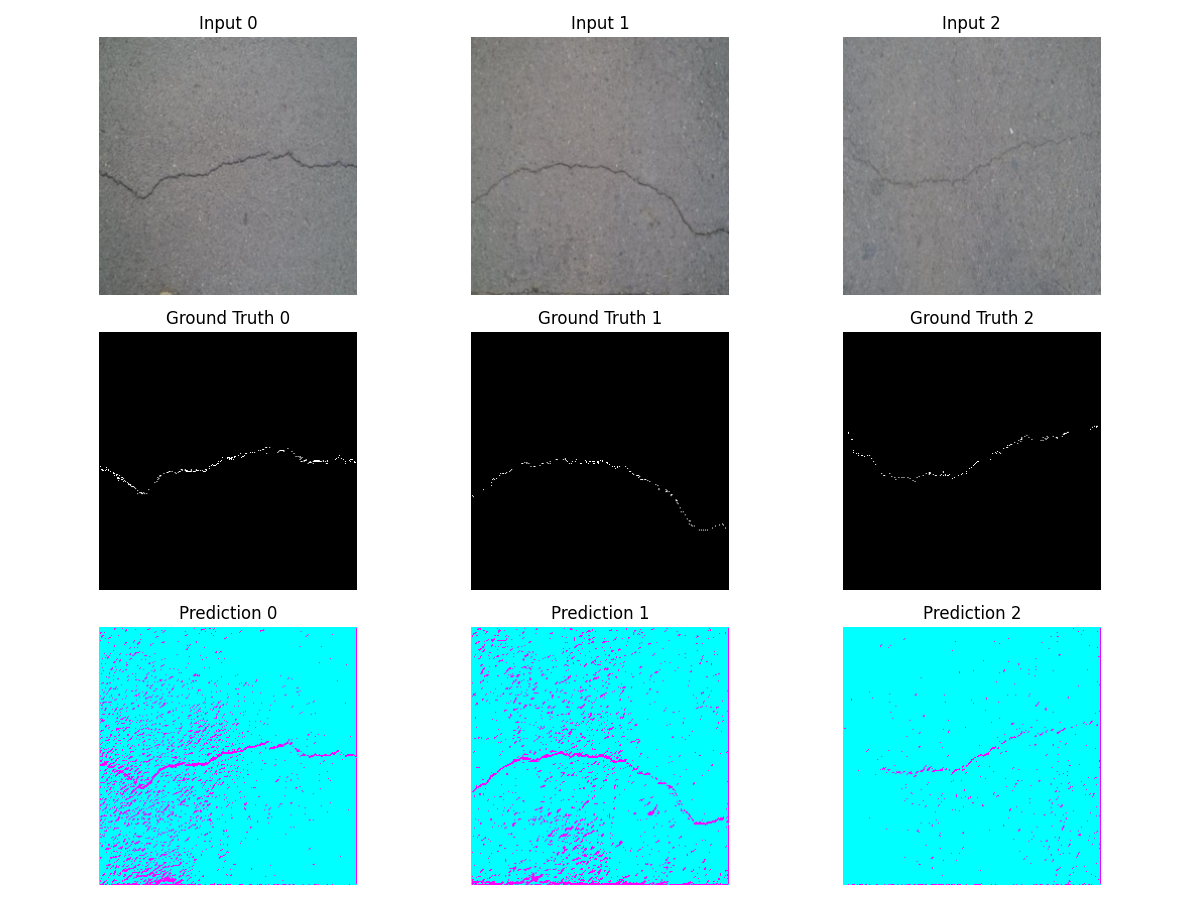 Input 0
Input 1
Input 2
Ground Truth 0
Ground Truth 1
Ground Truth 2
Prediction 0
Prediction 1
Prediction 2